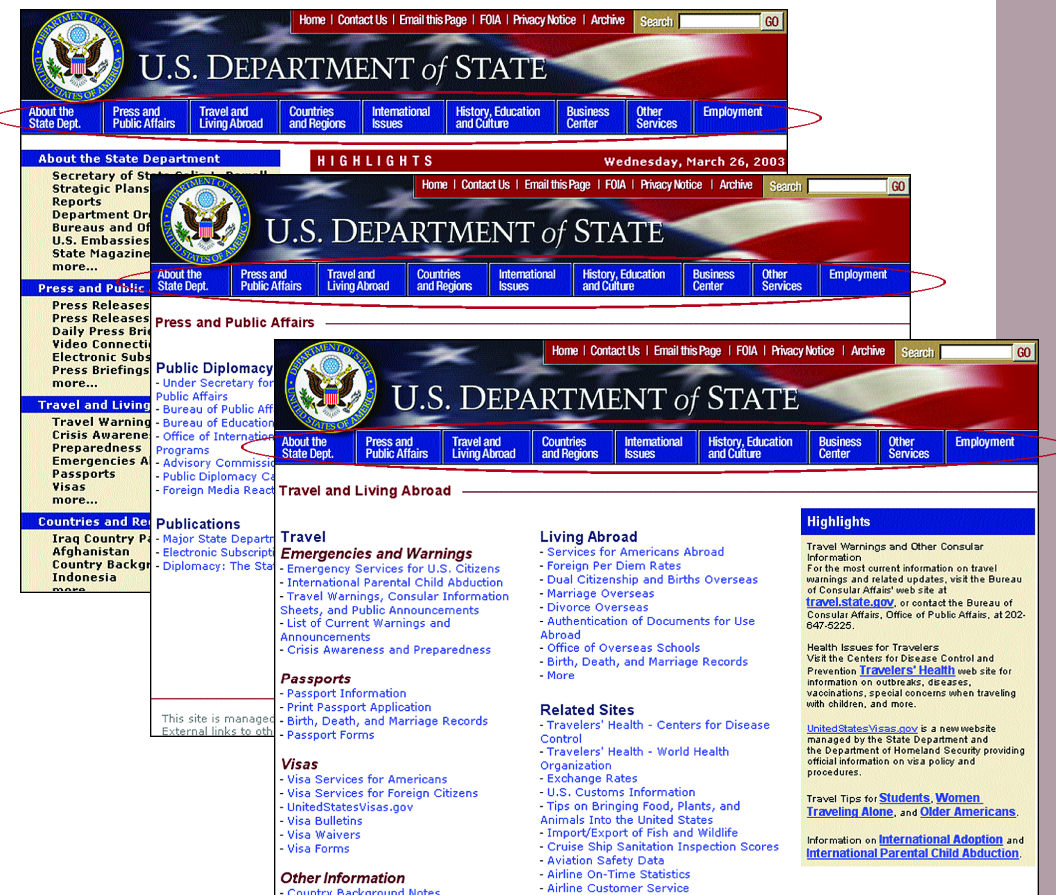 Home | Contact Us | Email this Page | FOIA | Privacy Notice | Archive
Search GO
U.S. DEPARTMENT of STATE
About the State Dept.
Press and Public Affairs
Travel and Living Abroad
Countries and Regions
International Issues
History, Education and Culture
Business Center
Other Services
Employment
About the State Department
HIGHLIGHTS
Wednesday, March 26, 2003
Secretary of State
Strategic Plans
Reports
Department
Bureaus and
U.S. Embassies
State Magazine
more...
Press and Public
Press Releases
Press Releases
Daily Press
Video
Electronic
Press Briefings
more...
Travel and Living
Travel Warning
Crisis
Preparedness
Emergencies
Passports
Visas
more...
Countries and
Iraq Country
Afghanistan
Country
Indonesia
more
Home | Contact Us | Email this Page | FOIA | Privacy Notice | Archive
Search GO
U.S. DEPARTMENT of STATE
About the State Dept.
Press and Public Affairs
Travel and Living Abroad
Countries and Regions
International Issues
History, Education and Culture
Business Center
Other Services
Employment
Press and Public Affairs
Public Diplomacy
- Under Secretary for
Public Affairs
- Bureau of Public
- Bureau of Education
- Office of
Programs
- Advisory
- Public Diplomacy
- Foreign Media
Publications
- Major State
- Electronic
- Diplomacy: The
This site is managed
External links to
Home | Contact Us | Email this Page | FOIA | Privacy Notice | Archive
Search GO
U.S. DEPARTMENT of STATE
About the State Dept.
Press and Public Affairs
Travel and Living Abroad
Countries and Regions
International Issues
History, Education and Culture
Business Center
Other Services
Employment
Travel and Living Abroad
Travel
Emergencies and Warnings
- Emergency Services for U.S. Citizens
- International Parental Child Abduction
- Travel Warnings, Consular Information
Sheets, and Public Announcements
- List of Current Warnings and
Announcements
- Crisis Awareness and Preparedness
Passports
- Passport Information
- Print Passport Application
- Birth, Death, and Marriage Records
- Passport Forms
Visas
- Visa Services for Americans
- Visa Services for Foreign Citizens
- UnitedStatesVisas.gov
- Visa Bulletins
- Visa Waivers
- Visa Forms
Other Information
- Country Background Notes
Living Abroad
- Services for Americans Abroad
- Foreign Per Diem Rates
- Dual Citizenship and Births Overseas
- Marriage Overseas
- Divorce Overseas
- Authentication of Documents for Use
Abroad
- Office of Overseas Schools
- Birth, Death, and Marriage Records
- More
Related Sites
- Travelers' Health - Centers for Disease
Control
- Travelers' Health - World Health
Organization
- Exchange Rates
- U.S. Customs Information
- Tips on Bringing Food, Plants, and
Animals Into the United States
- Import/Export of Fish and Wildlife
- Cruise Ship Sanitation Inspection Scores
- Aviation Safety Data
- Airline On-Time Statistics
- Airline Customer Service
Highlights
Travel Warnings and Other Consular
Information
For the most current information on travel
warnings and related updates, visit the Bureau
of Consular Affairs' web site at
travel.state.gov, or contact the Bureau of
Consular Affairs, Office of Public Affairs, at 202-
647-5225.
Health Issues for Travelers
Visit the Centers for Disease Control and
Prevention Travelers' Health web site for
information on outbreaks, diseases,
vaccinations, special concerns when traveling
with children, and more.
UnitedStatesVisas.gov is a new website
managed by the State Department and
the Department of Homeland Security providing
official information on visa policy and
procedures.
Travel Tips for Students, Women
Traveling Alone, and Older Americans.
Information on International Adoption and
International Parental Child Abduction.